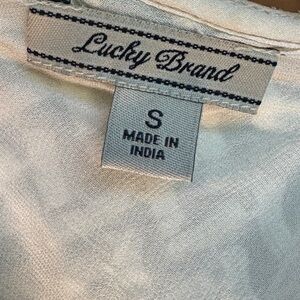 Lucky Brand
S
MADE IN
INDIA